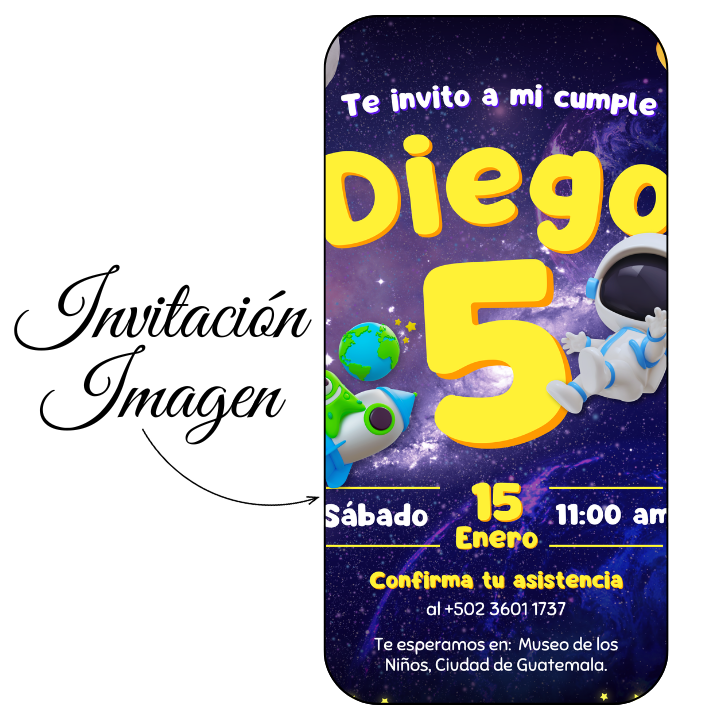 Invitación
Imagen
Te invito a mi cumple
Diego
5
Sábado
15
Enero
11:00 am
Confirma tu asistencia
al +502 3601 1737
Te esperamos en: Museo de los
Niños, Ciudad de Guatemala.